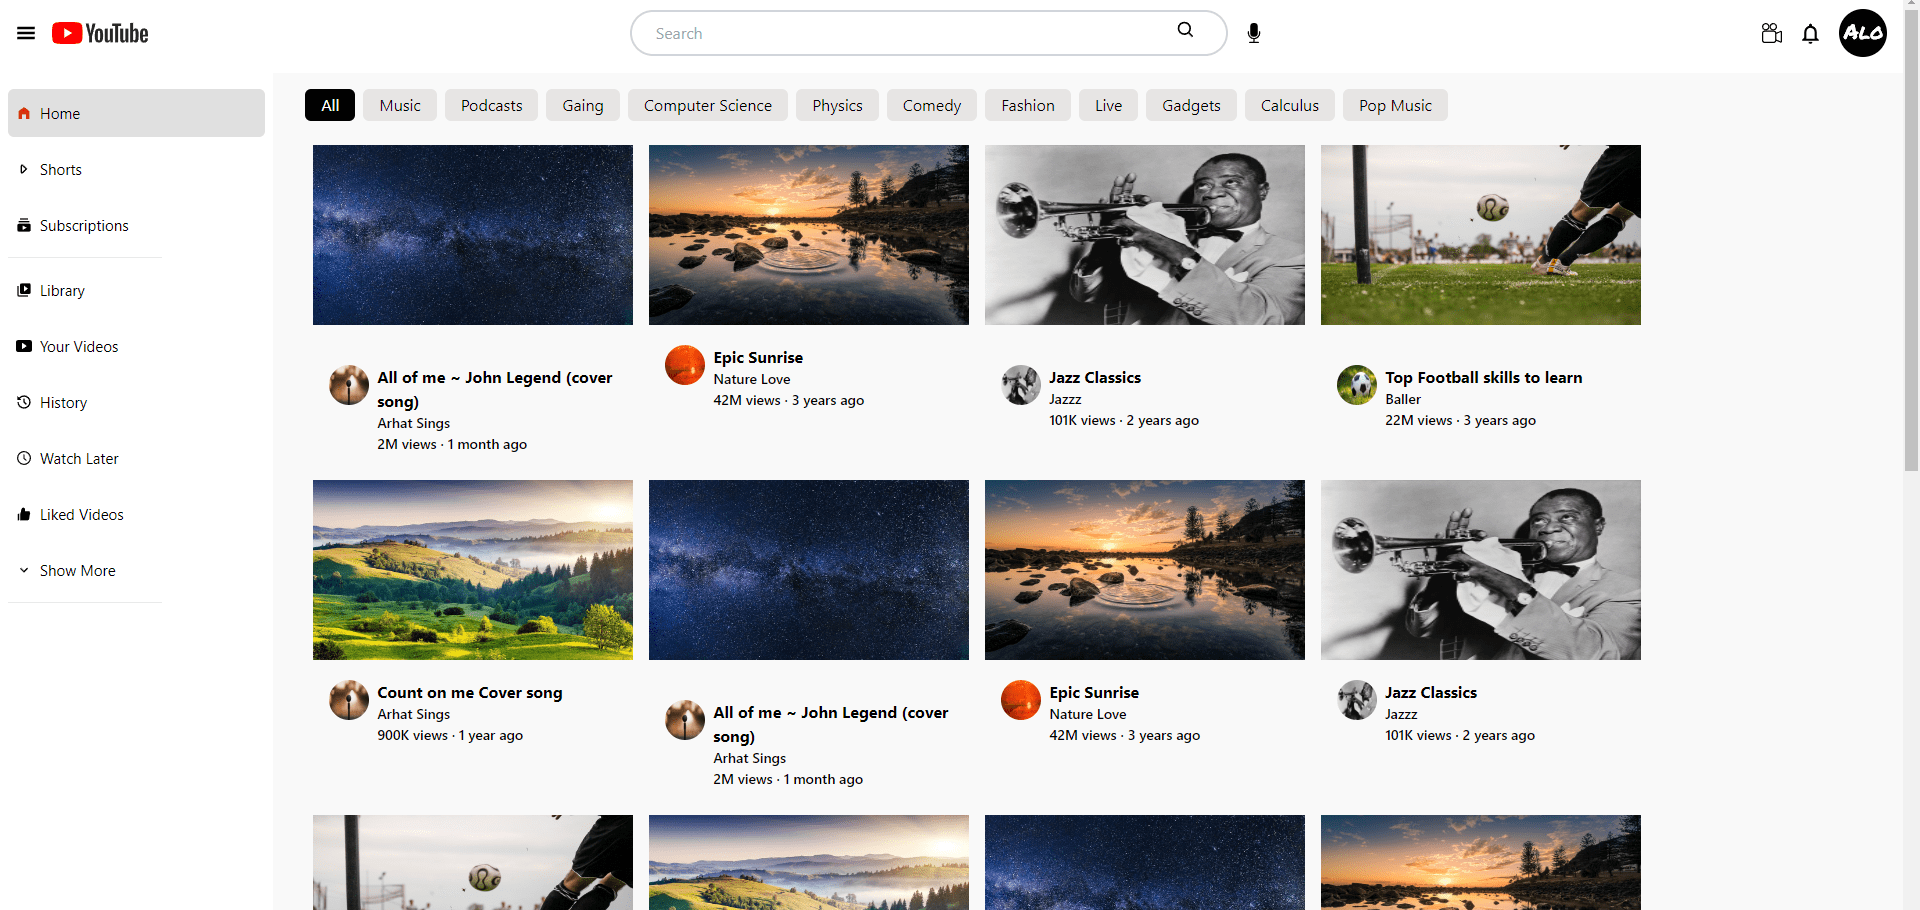 YouTube
Search
ALO
Home
Shorts
Subscriptions
Library
Your Videos
History
Watch Later
Liked Videos
Show More
All Music Podcasts Gaing Computer Science Physics Comedy Fashion Live Gadgets Calculus Pop Music
All of me ~ John Legend (cover
song)
Arhat Sings
2M views · 1 month ago
Epic Sunrise
Nature Love
42M views · 3 years ago
Jazz Classics
Jazzz
101K views · 2 years ago
Top Football skills to learn
Baller
22M views · 3 years ago
Count on me Cover song
Arhat Sings
900K views · 1 year ago
All of me ~ John Legend (cover
song)
Arhat Sings
2M views · 1 month ago
Epic Sunrise
Nature Love
42M views · 3 years ago
Jazz Classics
Jazzz
101K views · 2 years ago